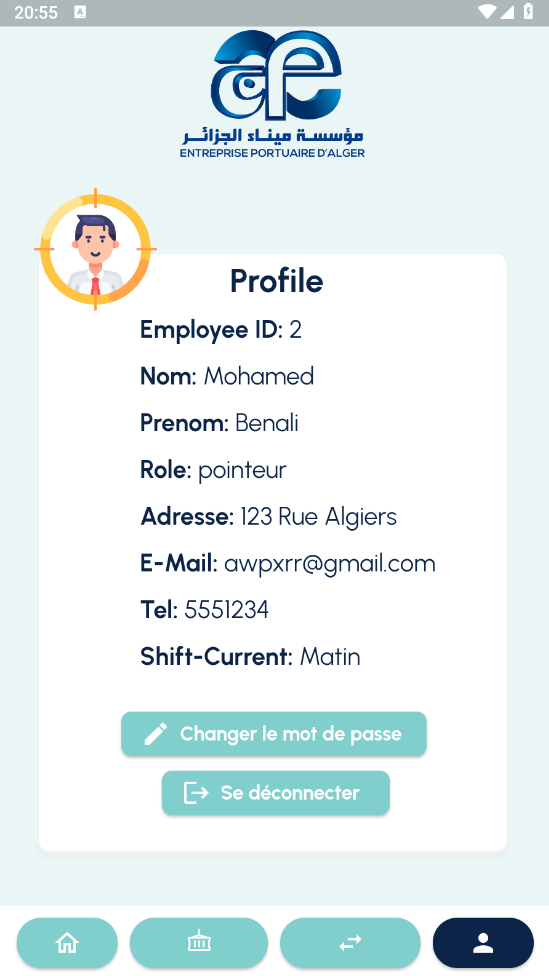 20:55
A
مؤسسة ميناء الجزائر
ENTREPRISE PORTUAIRE D'ALGER
Profile
Employee ID: 2
Nom: Mohamed
Prenom: Benali
Role: pointeur
Adresse: 123 Rue Algiers
E-Mail: awpxrr@gmail.com
Tel: 5551234
Shift-Current: Matin
Changer le mot de passe
Se déconnecter